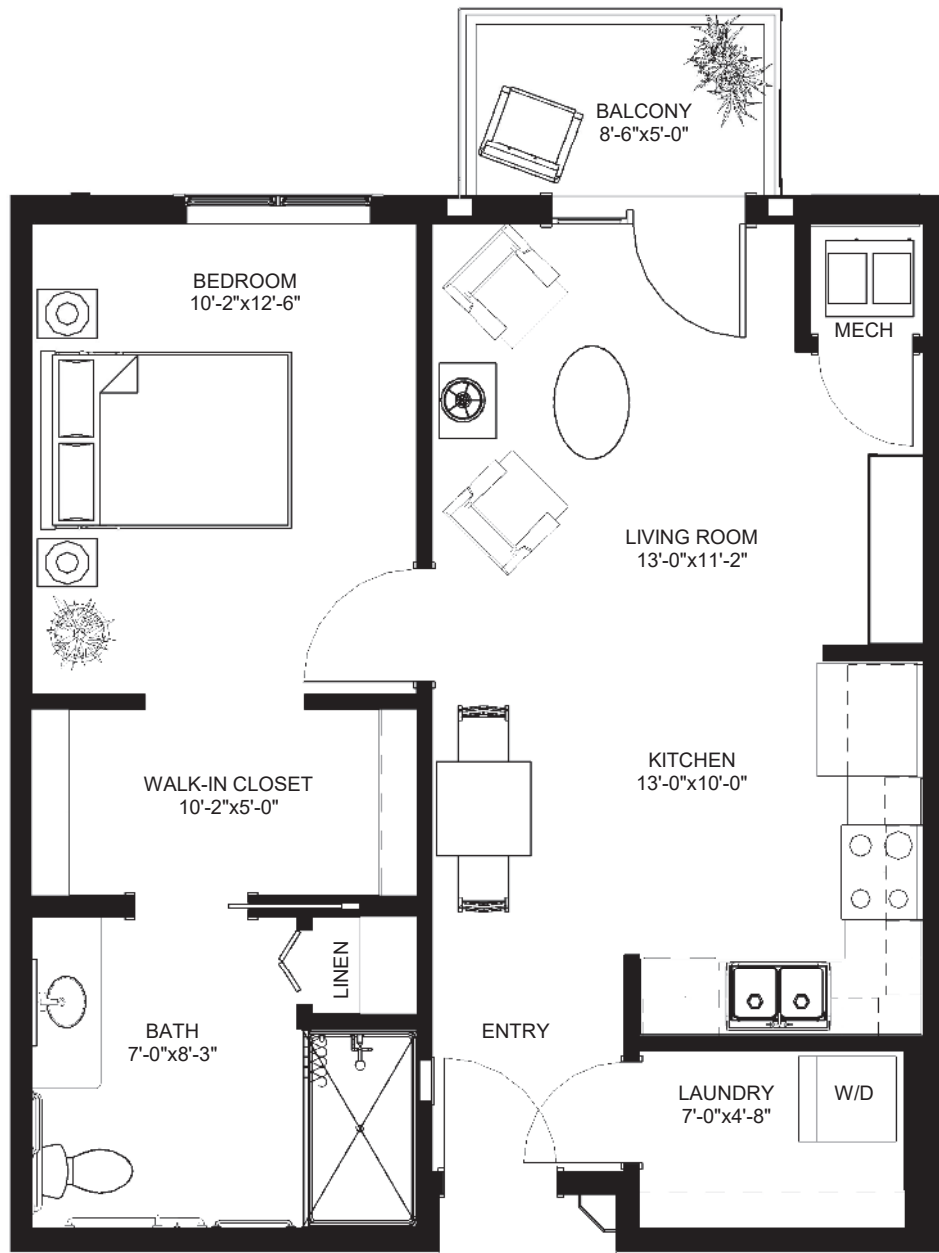 BALCONY
8'-6"x5'-0"
BEDROOM
10'-2"x12'-6"
MECH
LIVING ROOM
13'-0"x11'-2"
KITCHEN
13'-0"x10'-0"
WALK-IN CLOSET
10'-2"x5'-0"
LINEN
BATH
7'-0"x8'-3"
ENTRY
LAUNDRY
7'-0"x4'-8"
W/D